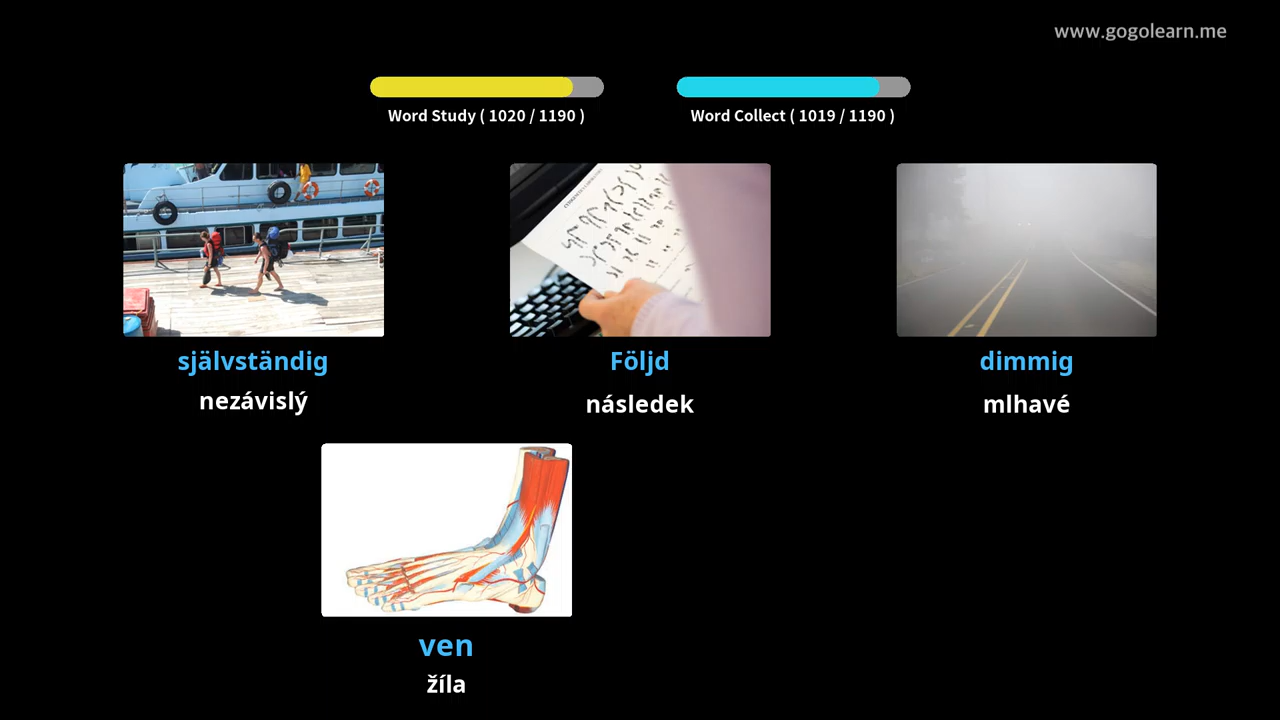 www.gogolearn.me
Word Study ( 1020 / 1190 )
Word Collect ( 1019 / 1190 )
självständig
nezávislý
Följd
následek
dimmig
mlhavé
ven
žíla